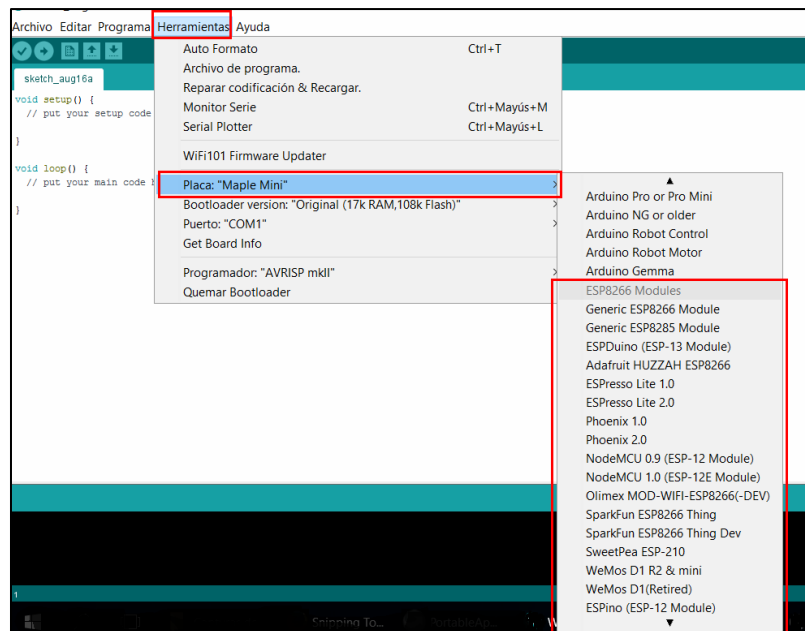 Archivo Editar Programa Herramientas Ayuda
sketch_aug16a
void setup() {
// put your setup code
}
void loop() {
// put your main code
}
Auto Formato Ctrl+T
Archivo de programa.
Reparar codificación & Recargar.
Monitor Serie Ctrl+Mayús+M
Serial Plotter Ctrl+Mayús+L
WiFi101 Firmware Updater
Placa: "Maple Mini"
Bootloader version: "Original (17k RAM,108k Flash)"
Puerto: "COM1"
Get Board Info
Programador: "AVRISP mkII"
Quemar Bootloader
Arduino Pro or Pro Mini
Arduino NG or older
Arduino Robot Control
Arduino Robot Motor
Arduino Gemma
ESP8266 Modules
Generic ESP8266 Module
Generic ESP8285 Module
ESPDuino (ESP-13 Module)
Adafruit HUZZAH ESP8266
ESPresso Lite 1.0
ESPresso Lite 2.0
Phoenix 1.0
Phoenix 2.0
NodeMCU 0.9 (ESP-12 Module)
NodeMCU 1.0 (ESP-12E Module)
Olimex MOD-WIFI-ESP8266(-DEV)
SparkFun ESP8266 Thing
SparkFun ESP8266 Thing Dev
SweetPea ESP-210
WeMos D1 R2 & mini
WeMos D1(Retired)
ESPino (ESP-12 Module)
1
Snipping To... PortableAp... W